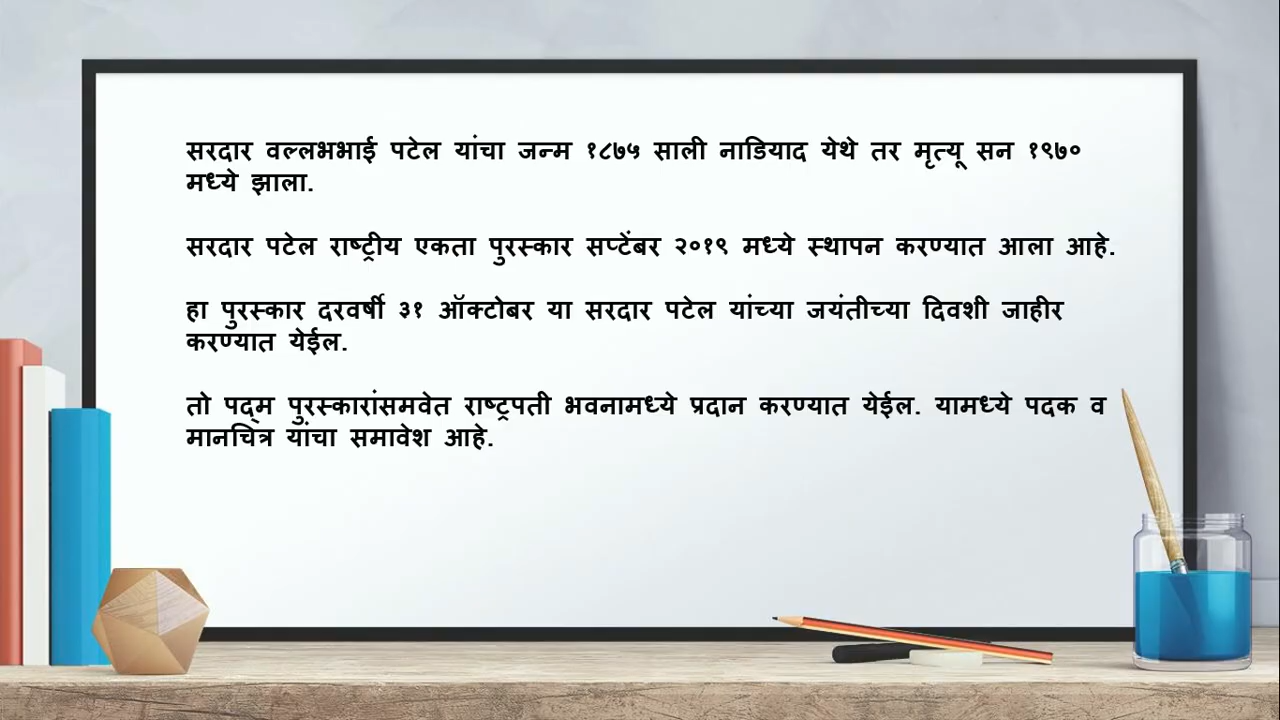 सरदार वल्लभभाई पटेल यांचा जन्म १८७५ साली नाडियाद येथे तर मृत्यू सन १९७०
मध्ये झाला.
सरदार पटेल राष्ट्रीय एकता पुरस्कार सप्टेंबर २०१९ मध्ये स्थापन करण्यात आला आहे.
हा पुरस्कार दरवर्षी ३१ ऑक्टोबर या सरदार पटेल यांच्या जयंतीच्या दिवशी जाहीर
करण्यात येईल.
तो पद्म पुरस्कारांसमवेत राष्ट्रपती भवनामध्ये प्रदान करण्यात येईल. यामध्ये पदक व
मानचित्र यांचा समावेश आहे.